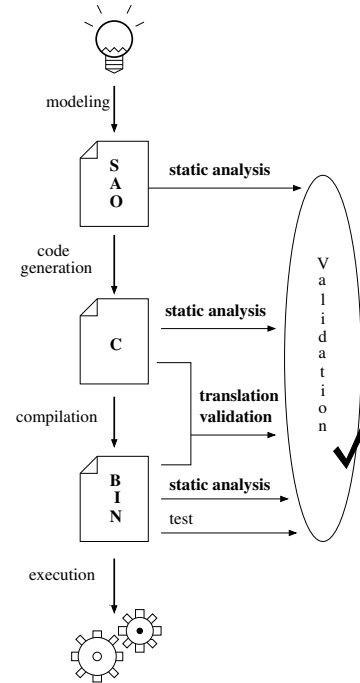 modeling
S
A
O
static analysis
code
generation
C
static analysis
translation
validation
compilation
B
I
N
static analysis
test
execution
V
a
l
i
d
a
t
i
o
n